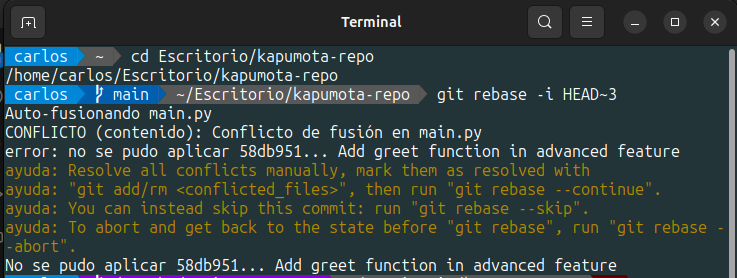 Terminal
carlos ~ cd Escritorio/kapumota-repo
/home/carlos/Escritorio/kapumota-repo
carlos main ~/Escritorio/kapumota-repo git rebase -i HEAD~3
Auto-fusionando main.py
CONFLICTO (contenido): Conflicto de fusión en main.py
error: no se pudo aplicar 58db951... Add greet function in advanced feature
ayuda: Resolve all conflicts manually, mark them as resolved with
ayuda: "git add/rm <conflicted_files>", then run "git rebase --continue".
ayuda: You can instead skip this commit: run "git rebase --skip".
ayuda: To abort and get back to the state before "git rebase", run "git rebase -
-abort".
No se pudo aplicar 58db951... Add greet function in advanced feature